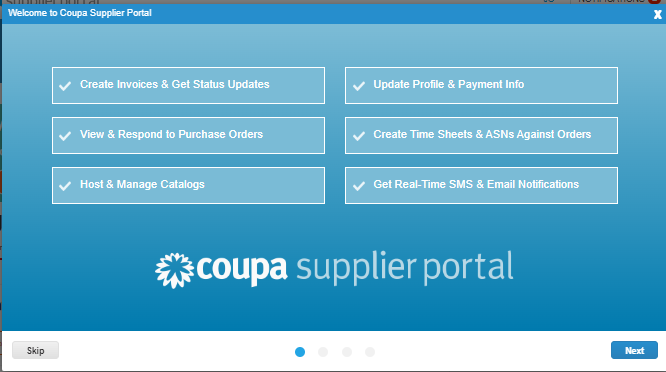 Welcome to Coupa Supplier Portal
X
Create Invoices & Get Status Updates
Update Profile & Payment Info
View & Respond to Purchase Orders
Create Time Sheets & ASNs Against Orders
Host & Manage Catalogs
Get Real-Time SMS & Email Notifications
coupa supplier portal
Skip
Next